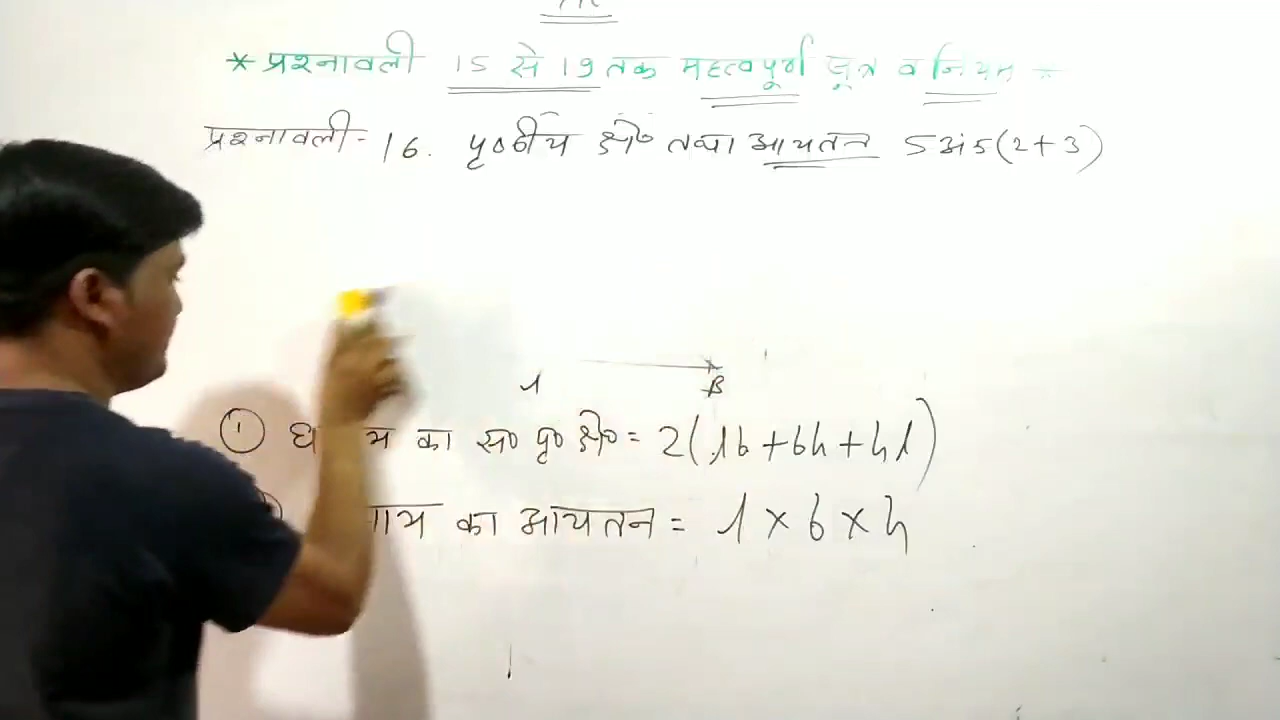 * प्रश्नावली 15 से 19 तक महत्वपूर्ण सूत्र व नियम :-
प्रश्नावली - 16. पृष्ठीय क्षे० तथा आयतन 5 अंक (2+3)
A B
① का स० पृ० क्षे० = 2(lb+bh+hl)
का आयतन = l × b × h